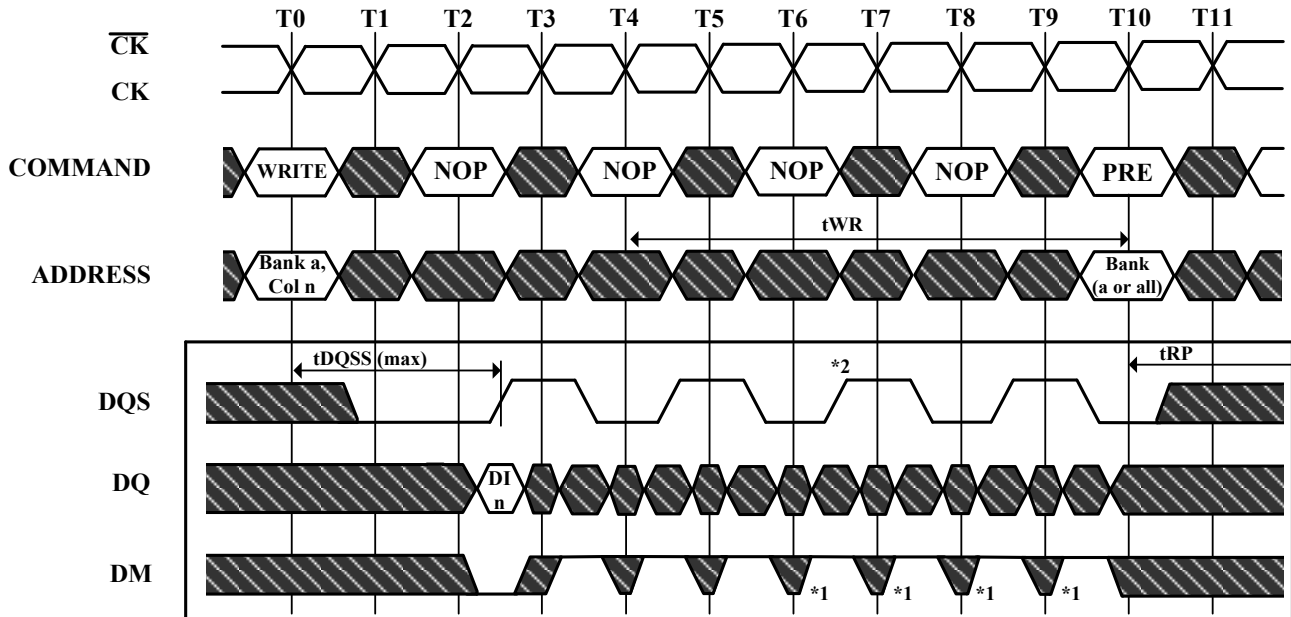 T0 T1 T2 T3 T4 T5 T6 T7 T8 T9 T10 T11
CK
CK
COMMAND WRITE NOP NOP NOP NOP PRE
tWR
ADDRESS Bank a, Col n Bank (a or all)
tDQSS (max) *2 tRP
DQS
DQ DI n
DM *1 *1 *1 *1